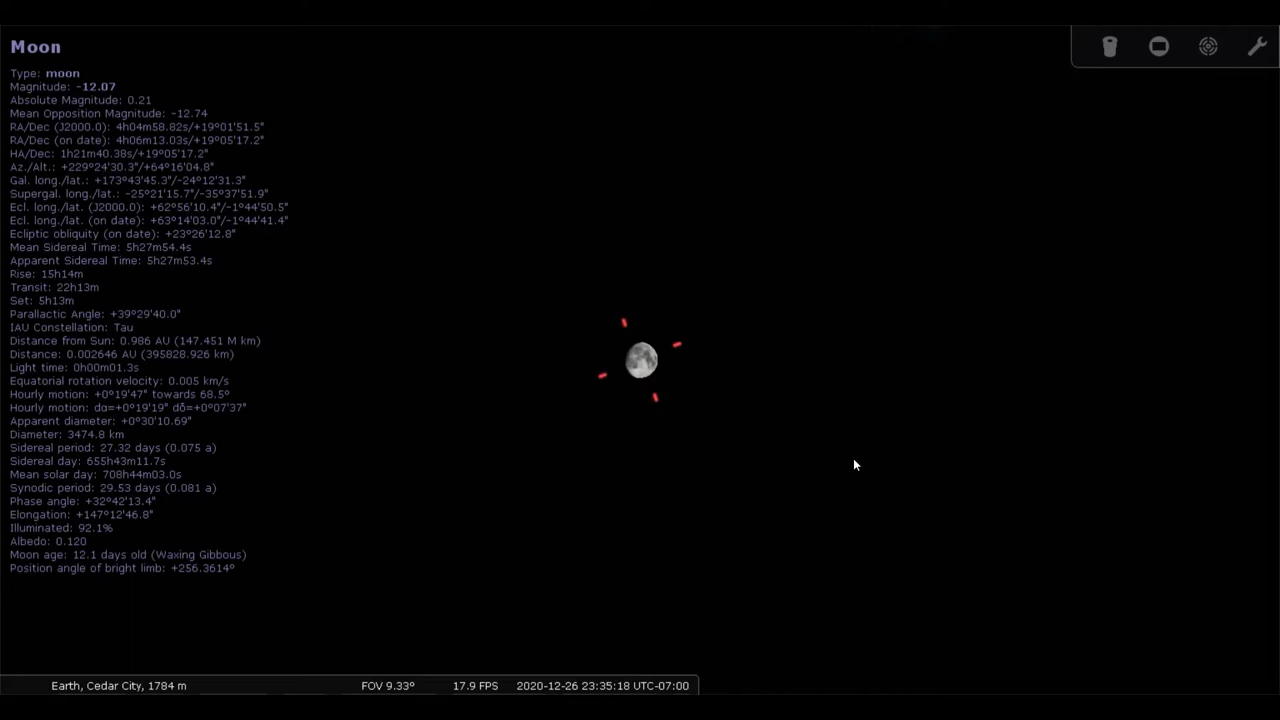 Moon
Type: moon
Magnitude: -12.07
Absolute Magnitude: 0.21
Mean Opposition Magnitude: -12.74
RA/Dec (J2000.0): 4h04m58.82s/+19°01'51.5"
RA/Dec (on date): 4h06m13.03s/+19°05'17.2"
HA/Dec: 1h21m40.38s/+19°05'17.2"
Az./Alt.: +229°24'30.3"/+64°16'04.8"
Gal. long./lat.: +173°43'45.3"/-24°12'31.3"
Supergal. long./lat.: -25°21'15.7"/-35°37'51.9"
Ecl. long./lat. (J2000.0): +62°56'10.4"/-1°44'50.5"
Ecl. long./lat. (on date): +63°14'03.0"/-1°44'41.4"
Ecliptic obliquity (on date): +23°26'12.8"
Mean Sidereal Time: 5h27m54.4s
Apparent Sidereal Time: 5h27m53.4s
Rise: 15h14m
Transit: 22h13m
Set: 5h13m
Parallactic Angle: +39°29'40.0"
IAU Constellation: Tau
Distance from Sun: 0.986 AU (147.451 M km)
Distance: 0.002646 AU (395828.926 km)
Light time: 0h00m01.3s
Equatorial rotation velocity: 0.005 km/s
Hourly motion: +0°19'47" towards 68.5°
Hourly motion: dα=+0°19'19" dδ=+0°07'37"
Apparent diameter: +0°30'10.69"
Diameter: 3474.8 km
Sidereal period: 27.32 days (0.075 a)
Sidereal day: 655h43m11.7s
Mean solar day: 708h44m03.0s
Synodic period: 29.53 days (0.081 a)
Phase angle: +32°42'13.4"
Elongation: +147°12'46.8"
Illuminated: 92.1%
Albedo: 0.120
Moon age: 12.1 days old (Waxing Gibbous)
Position angle of bright limb: +256.3614°
Earth, Cedar City, 1784 m FOV 9.33° 17.9 FPS 2020-12-26 23:35:18 UTC-07:00